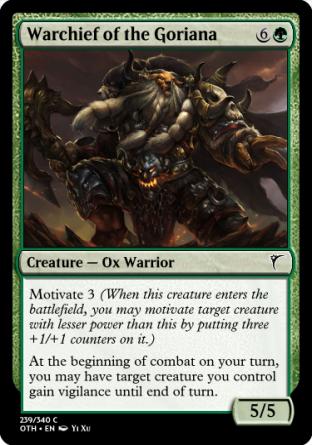 Warchief of the Goriana 6
Creature — Ox Warrior
Motivate 3 (When this creature enters the
battlefield, you may motivate target creature
with lesser power than this by putting three
+1/+1 counters on it.)
At the beginning of combat on your turn,
you may have target creature you control
gain vigilance until end of turn.
5/5
239/340 C
OTH • EN Yi Xu